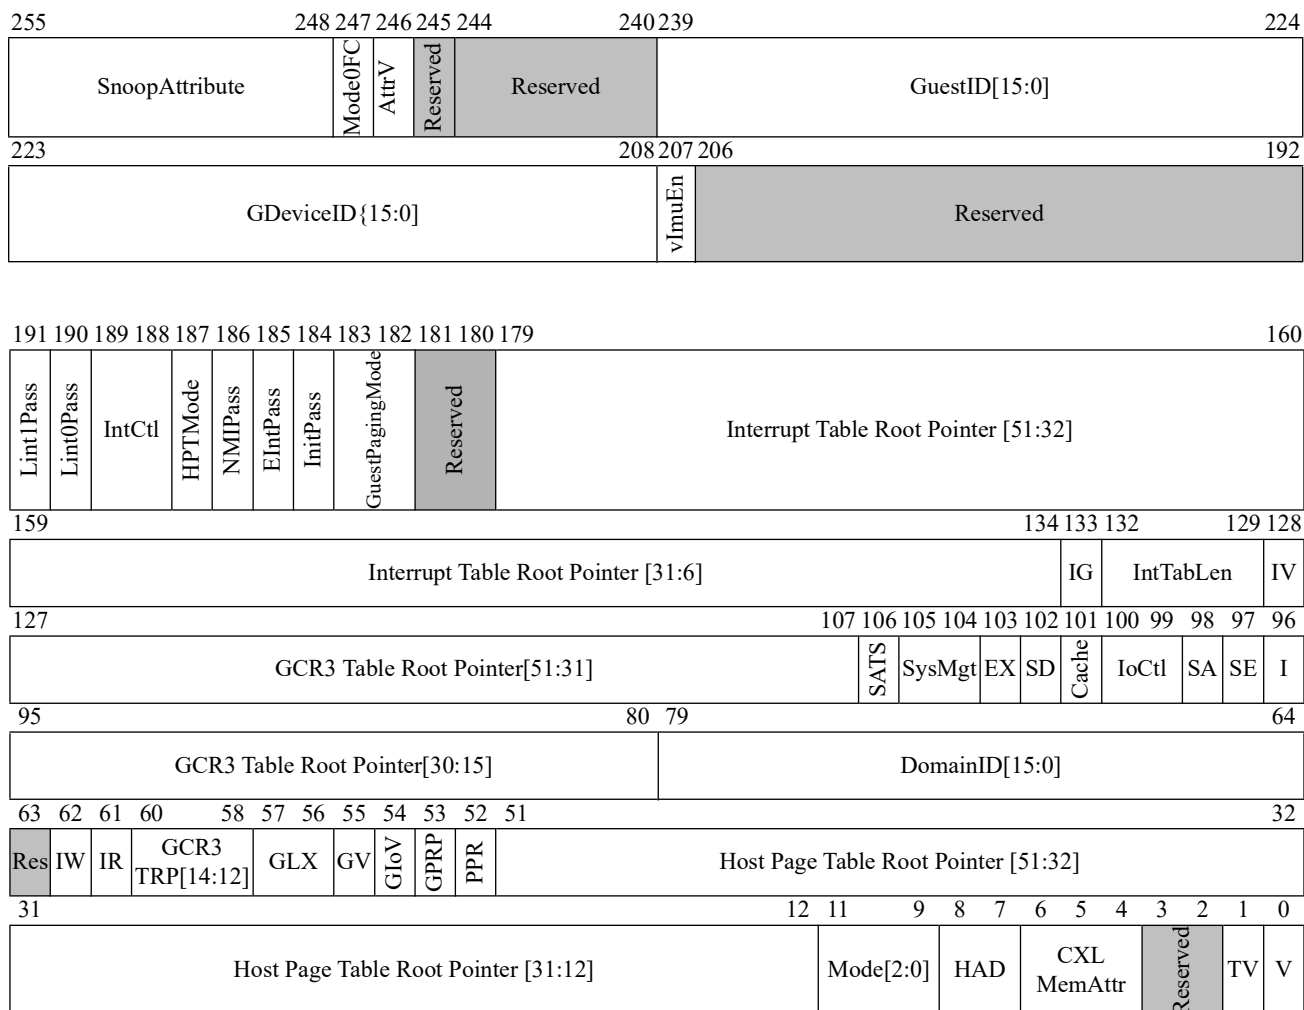 255 248 247 246 245 244 240 239 224
SnoopAttribute Mode0FC AttrV Reserved Reserved GuestID[15:0]
223 208 207 206 192
GDeviceID{15:0] vImuEn Reserved
191 190 189 188 187 186 185 184 183 182 181 180 179 160
Lint1Pass Lint0Pass IntCtl HPTMode NMIPass EIntPass InitPass GuestPagingMode Reserved Interrupt Table Root Pointer [51:32]
159 134 133 132 129 128
Interrupt Table Root Pointer [31:6] IG IntTabLen IV
127 107 106 105 104 103 102 101 100 99 98 97 96
GCR3 Table Root Pointer[51:31] SATS SysMgt EX SD Cache IoCtl SA SE I
95 80 79 64
GCR3 Table Root Pointer[30:15] DomainID[15:0]
63 62 61 60 58 57 56 55 54 53 52 51 32
Res IW IR GCR3 TRP[14:12] GLX GV GIoV GPRP PPR Host Page Table Root Pointer [51:32]
31 12 11 9 8 7 6 5 4 3 2 1 0
Host Page Table Root Pointer [31:12] Mode[2:0] HAD CXL MemAttr Reserved TV V